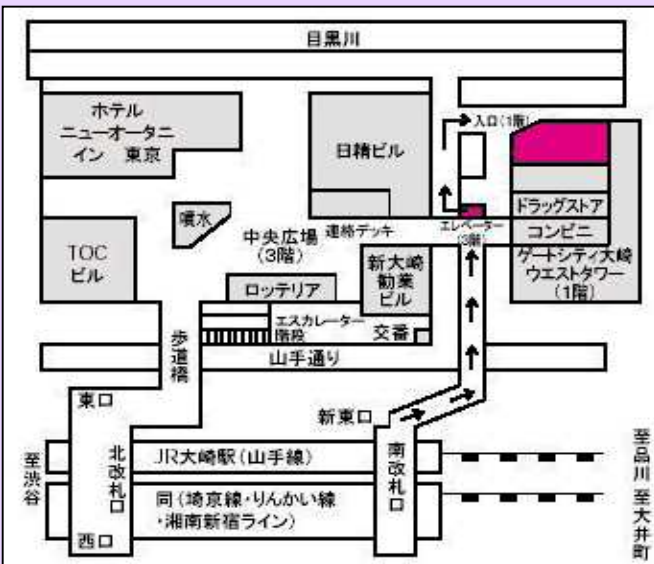 目黒川
ホテル
ニューオータニ
イン 東京
日精ビル
入口(1階)
ドラッグストア
コンビニ
ゲートシティ大崎
ウエストタワー
(1階)
噴水
中央広場
(3階)
連絡デッキ
エレベーター
(3階)
TOC
ビル
新大崎
勧業
ビル
ロッテリア
エスカレーター
階段
交番
歩道橋
山手通り
東口
新東口
至渋谷
北改札口
JR大崎駅(山手線)
南改札口
至品川
至大井町
同(埼京線・りんかい線
・湘南新宿ライン)
西口